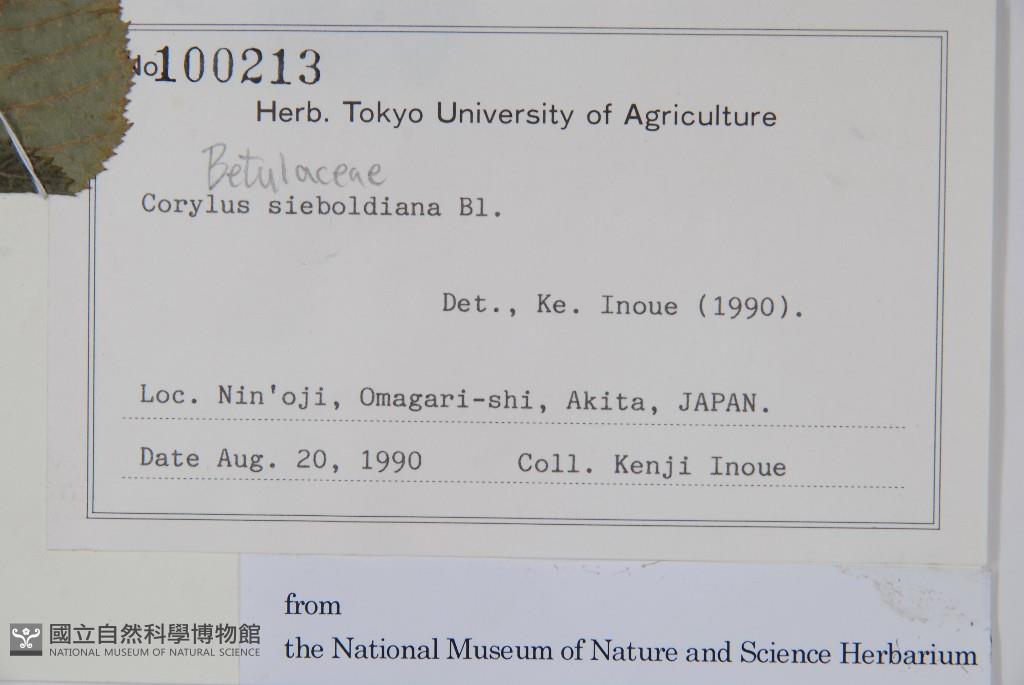 No100213
Herb. Tokyo University of Agriculture
Betulaceae
Corylus sieboldiana Bl.
Det., Ke. Inoue (1990).
Loc. Nin'oji, Omagari-shi, Akita, JAPAN.
Date Aug. 20, 1990 Coll. Kenji Inoue
from
the National Museum of Nature and Science Herbarium
國立自然科學博物館
NATIONAL MUSEUM OF NATURAL SCIENCE